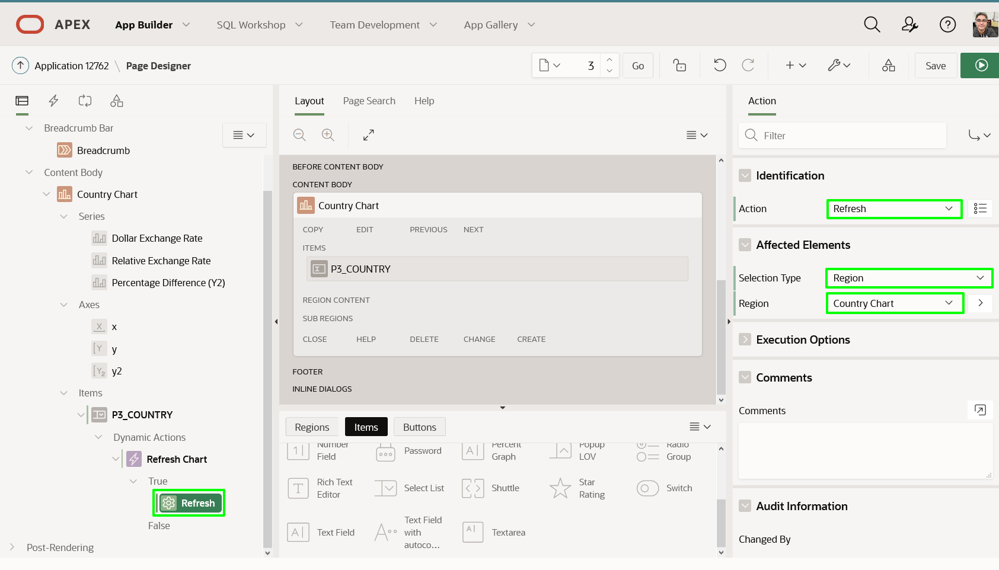 APEX App Builder SQL Workshop Team Development App Gallery
Application 12762 \ Page Designer 3 Go Save
Breadcrumb Bar
Breadcrumb
Content Body
Country Chart
Series
Dollar Exchange Rate
Relative Exchange Rate
Percentage Difference (Y2)
Axes
x
y
y2
Items
P3_COUNTRY
Dynamic Actions
Refresh Chart
True
Refresh
False
Post-Rendering
Layout Page Search Help
BEFORE CONTENT BODY
CONTENT BODY
Country Chart
COPY EDIT PREVIOUS NEXT
ITEMS
P3_COUNTRY
REGION CONTENT
SUB REGIONS
CLOSE HELP DELETE CHANGE CREATE
FOOTER
INLINE DIALOGS
Regions Items Buttons
Number Field
Password
Percent Graph
Popup LOV
Radio Group
Rich Text Editor
Select List
Shuttle
Star Rating
Switch
Text Field
Text Field with autoco...
Textarea
Action
Filter
Identification
Action Refresh
Affected Elements
Selection Type Region
Region Country Chart
Execution Options
Comments
Comments
Audit Information
Changed By